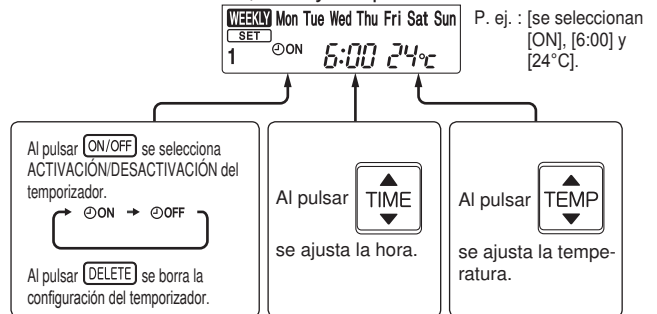 WEEKLY Mon Tue Wed Thu Fri Sat Sun
SET
1 ON 6:00 24°c
P. ej. : [se seleccionan
[ON], [6:00] y
[24°C].
Al pulsar ON/OFF se selecciona
ACTIVACIÓN/DESACTIVACIÓN del
temporizador.
ON → OFF
Al pulsar DELETE se borra la
configuración del temporizador.
Al pulsar TIME
se ajusta la hora.
Al pulsar TEMP
se ajusta la tempe-
ratura.